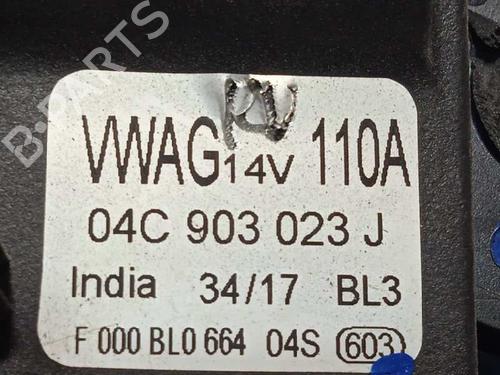 B-PARTS
VWAG 14V 110A
04C 903 023 J
India 34/17 BL3
F 000 BL0 664 04S 603